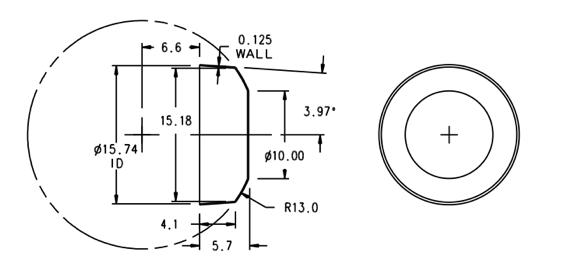 0.125
WALL
6.6
3.97°
15.18
Ø15.74
ID
Ø10.00
R13.0
4.1
5.7